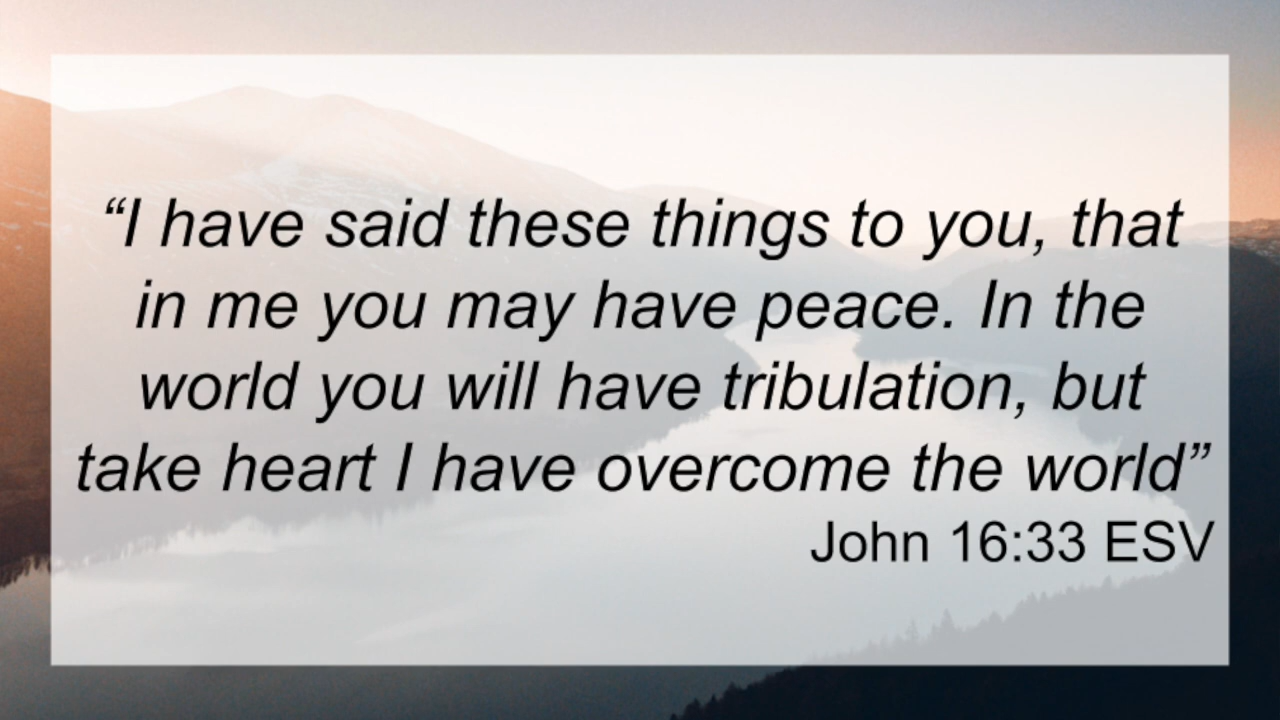 “I have said these things to you, that
in me you may have peace. In the
world you will have tribulation, but
take heart I have overcome the world”
John 16:33 ESV